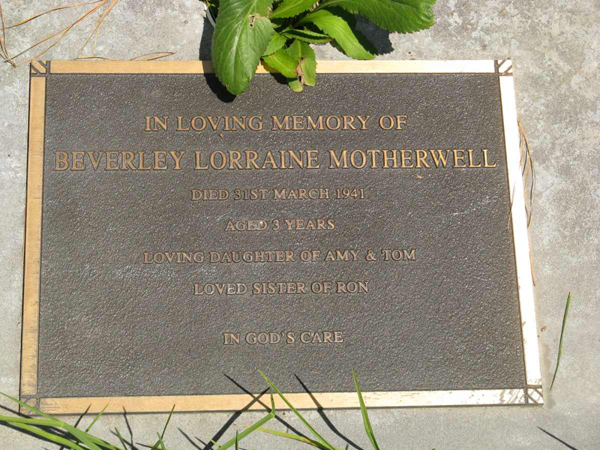 IN LOVING MEMORY OF
BEVERLEY LORRAINE MOTHERWELL
DIED 31ST MARCH 1941
AGED 3 YEARS
LOVING DAUGHTER OF AMY & TOM
LOVED SISTER OF RON
IN GOD'S CARE